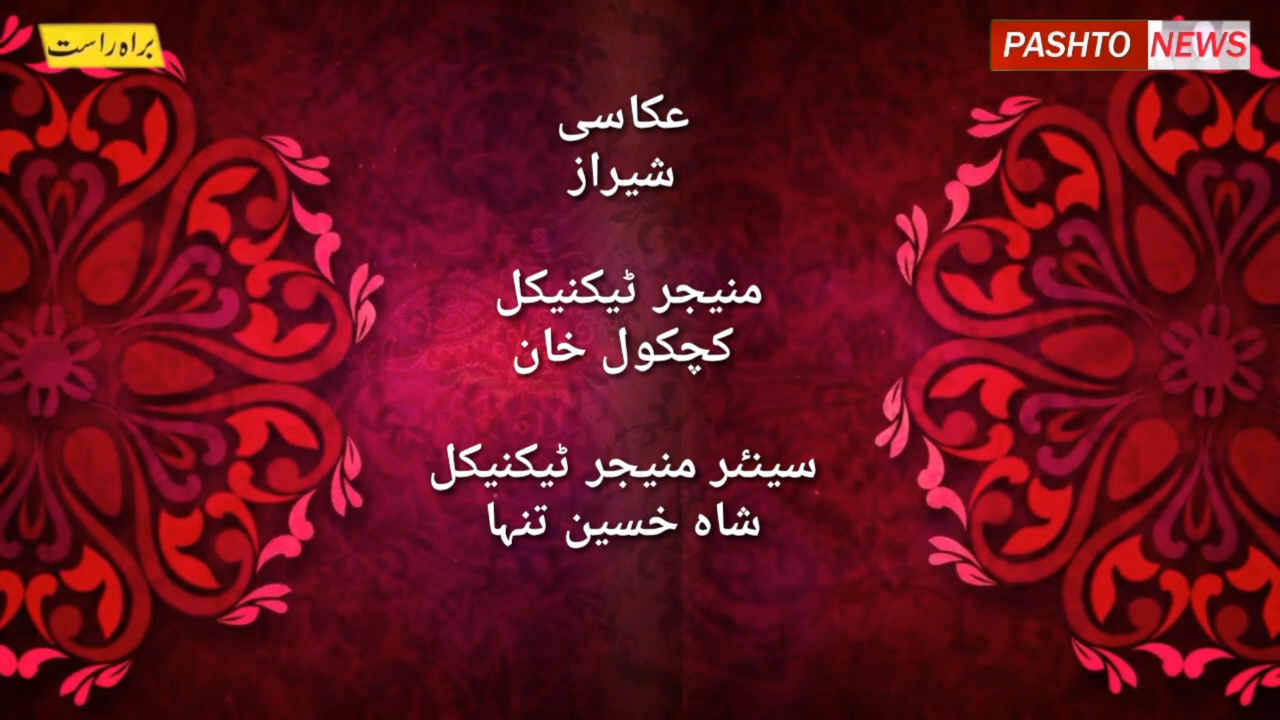 براہ راست
PASHTO NEWS
عکاسی
شیراز
منیجر ٹیکنیکل
کچکول خان
سینئر منیجر ٹیکنیکل
شاہ خسین تنہا